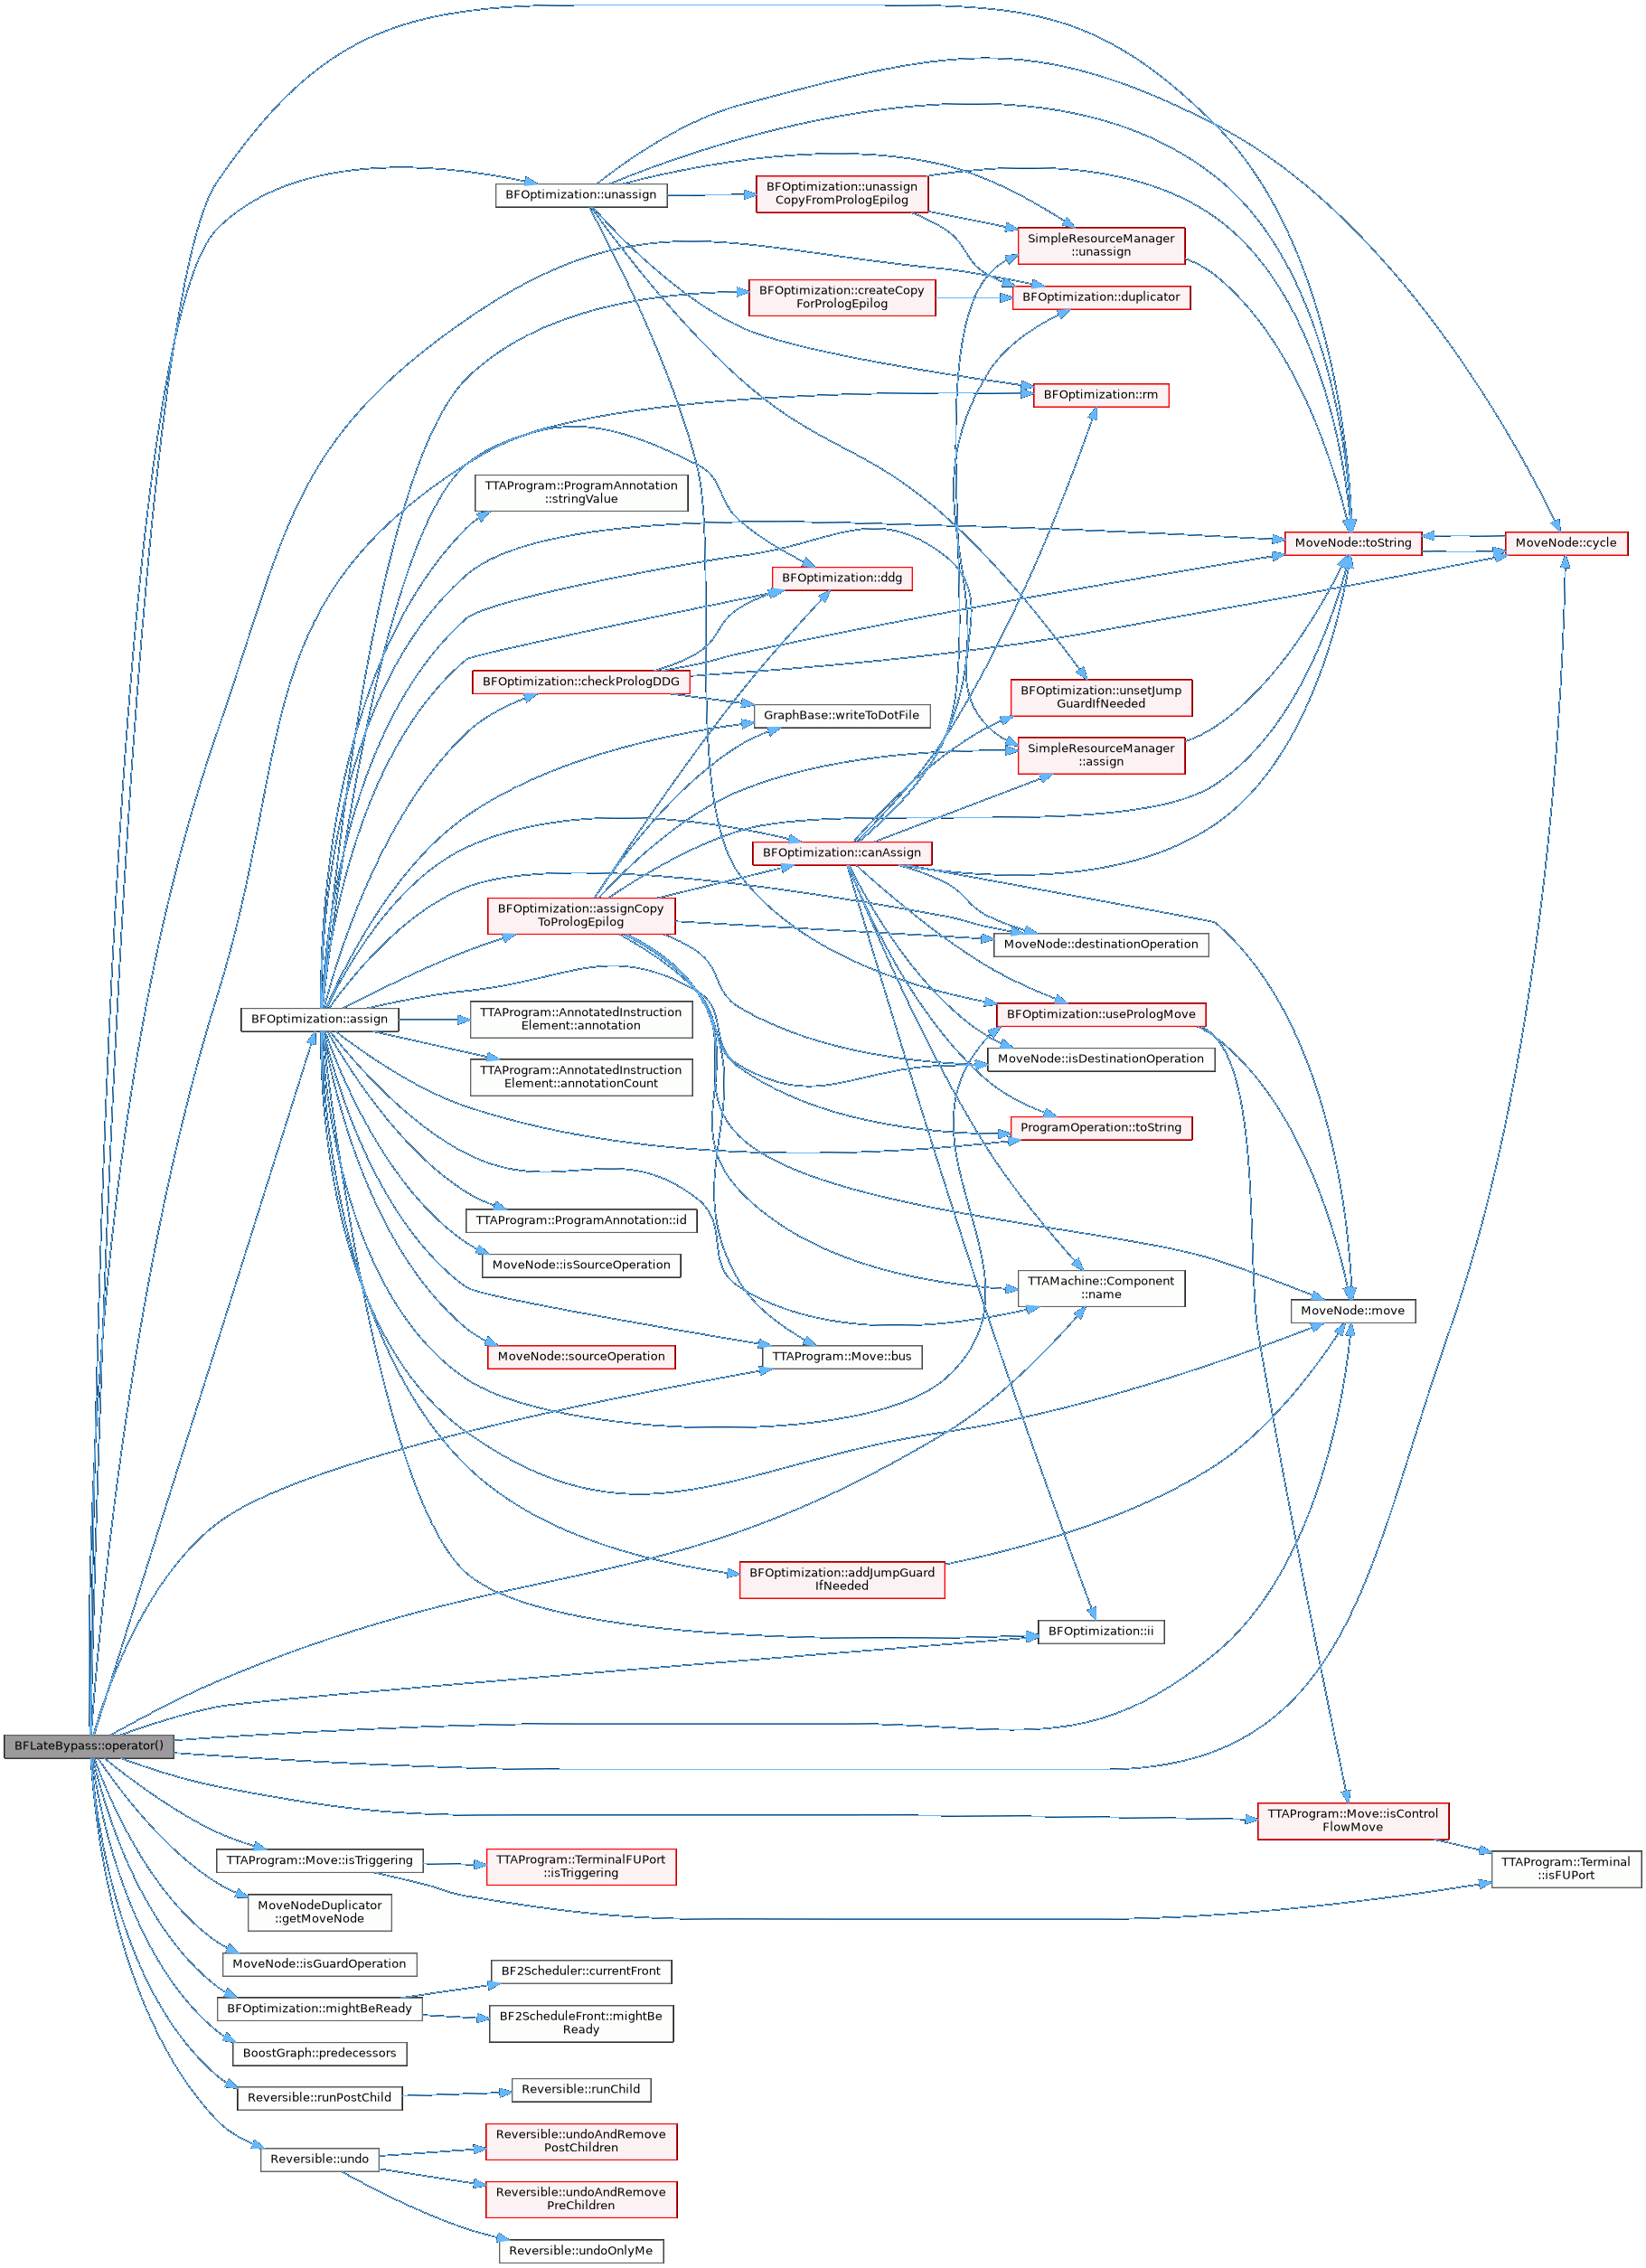 BFOptimization::unassign
BFOptimization::unassign
CopyFromPrologEpilog
SimpleResourceManager
::unassign
BFOptimization::createCopy
ForPrologEpilog
BFOptimization::duplicator
BFOptimization::rm
TTAProgram::ProgramAnnotation
::stringValue
MoveNode::toString
MoveNode::cycle
BFOptimization::ddg
BFOptimization::checkPrologDDG
BFOptimization::unsetJump
GuardIfNeeded
GraphBase::writeToDotFile
SimpleResourceManager
::assign
BFOptimization::canAssign
BFOptimization::assignCopy
ToPrologEpilog
MoveNode::destinationOperation
BFOptimization::assign
TTAProgram::AnnotatedInstruction
Element::annotation
BFOptimization::usePrologMove
MoveNode::isDestinationOperation
TTAProgram::AnnotatedInstruction
Element::annotationCount
ProgramOperation::toString
TTAProgram::ProgramAnnotation::id
MoveNode::isSourceOperation
TTAMachine::Component
::name
MoveNode::move
MoveNode::sourceOperation
TTAProgram::Move::bus
BFOptimization::addJumpGuard
IfNeeded
BFOptimization::ii
BFLateBypass::operator()
TTAProgram::Move::isControl
FlowMove
TTAProgram::Move::isTriggering
TTAProgram::TerminalFUPort
::isTriggering
TTAProgram::Terminal
::isFUPort
MoveNodeDuplicator
::getMoveNode
MoveNode::isGuardOperation
BF2Scheduler::currentFront
BFOptimization::mightBeReady
BF2ScheduleFront::mightBe
Ready
BoostGraph::predecessors
Reversible::runPostChild
Reversible::runChild
Reversible::undoAndRemove
PostChildren
Reversible::undo
Reversible::undoAndRemove
PreChildren
Reversible::undoOnlyMe